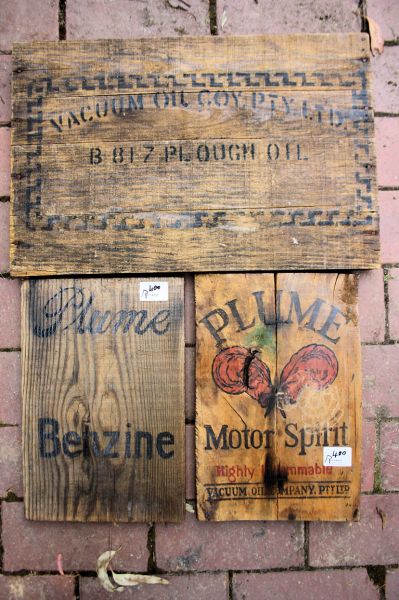 VACUUM OIL COY. PTY. LTD.
B 817 PLOUGH OIL
Plume
Benzine
PLUME
Motor Spirit
Highly Inflammable
VACUUM OIL COMPANY, PTY LTD